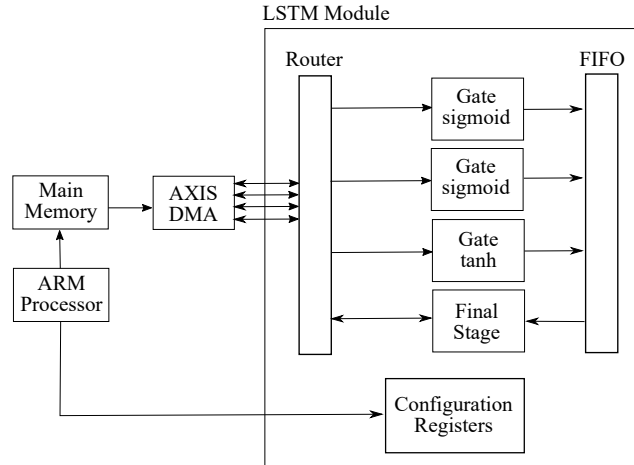 LSTM Module
Router
FIFO
Gate
sigmoid
Gate
sigmoid
Main
Memory
AXIS
DMA
Gate
tanh
ARM
Processor
Final
Stage
Configuration
Registers